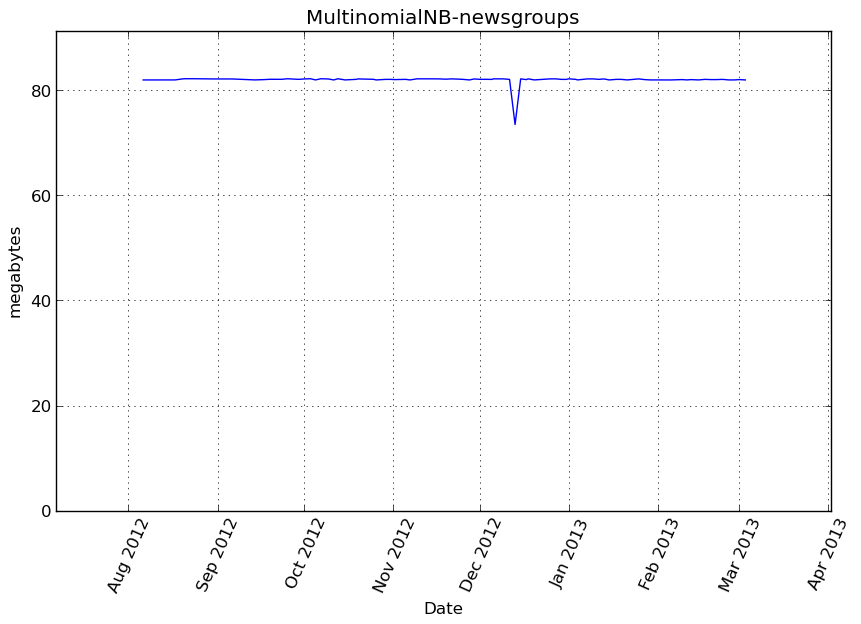 MultinomialNB-newsgroups
megabytes
80
60
40
20
0
Aug 2012
Sep 2012
Oct 2012
Nov 2012
Dec 2012
Jan 2013
Feb 2013
Mar 2013
Apr 2013
Date